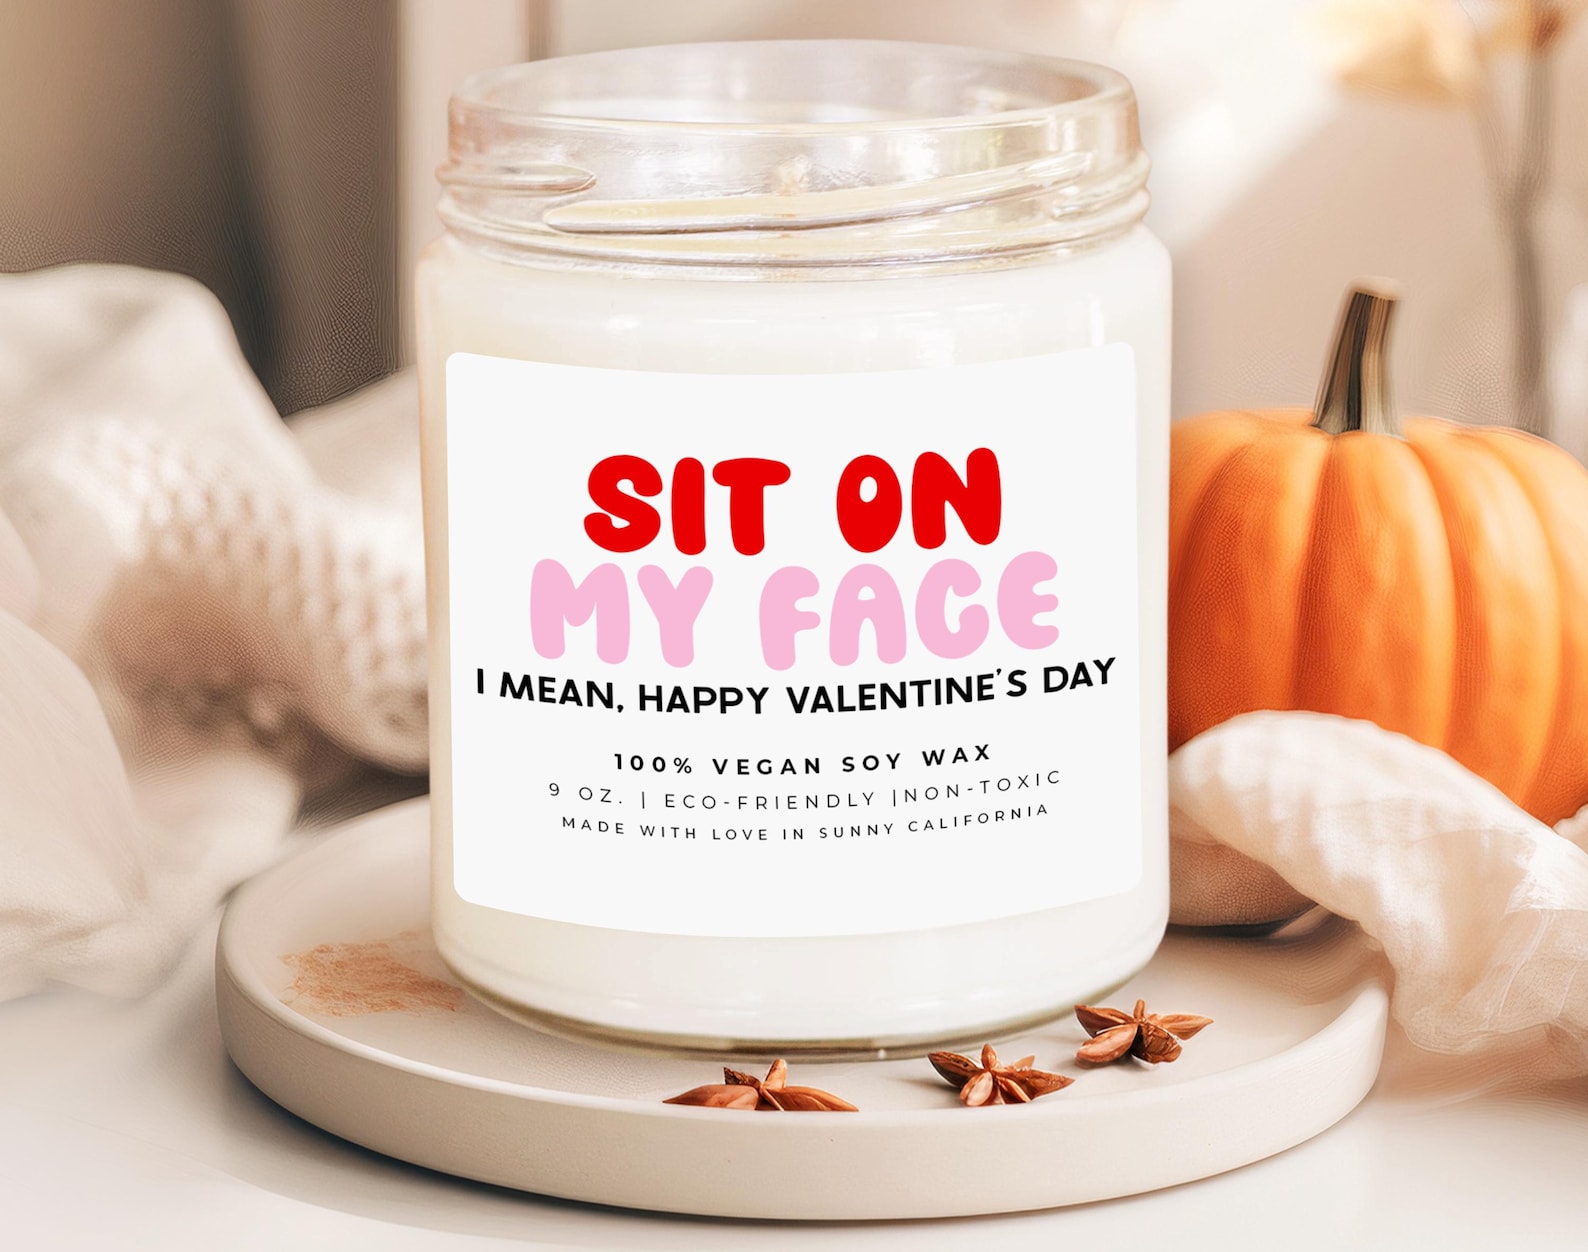 SIT ON
MY FACE
I MEAN, HAPPY VALENTINE'S DAY
100% VEGAN SOY WAX
9 OZ. | ECO-FRIENDLY |NON-TOXIC
MADE WITH LOVE IN SUNNY CALIFORNIA